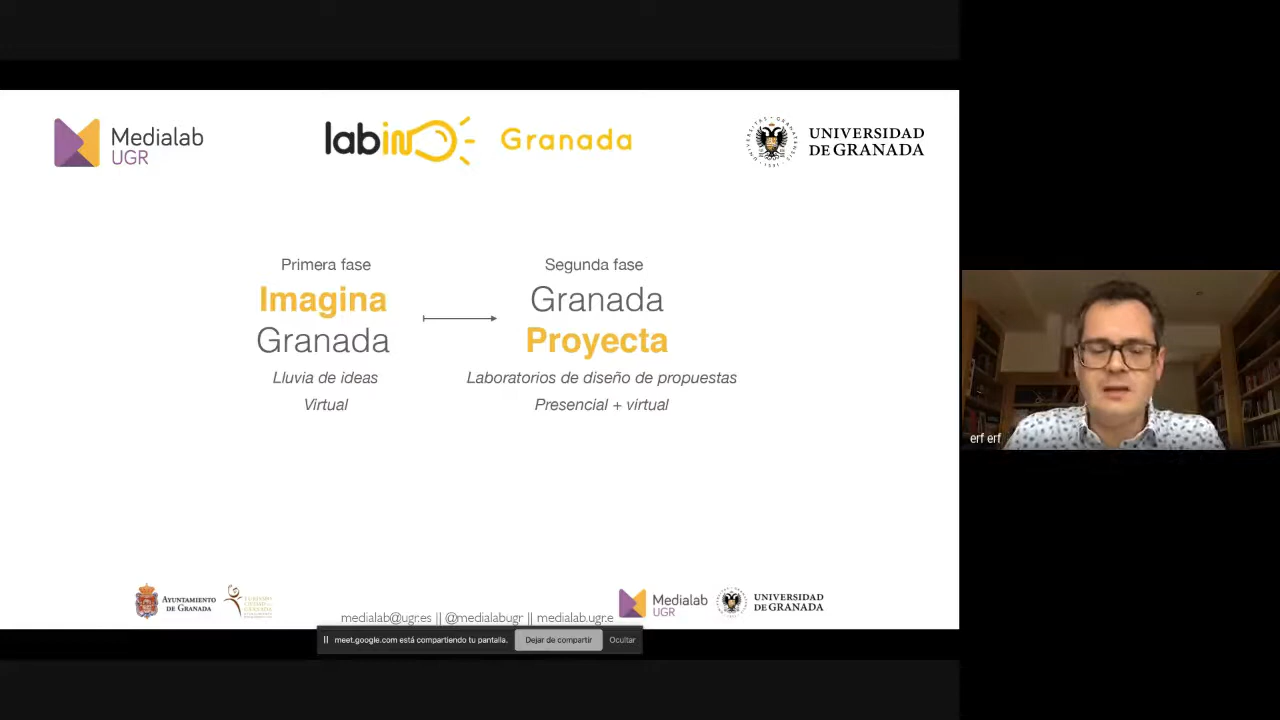 Medialab
UGR
labin Granada
UNIVERSIDAD
DE GRANADA
Primera fase
Imagina
Granada
Lluvia de ideas
Virtual
Segunda fase
Granada
Proyecta
Laboratorios de diseño de propuestas
Presencial + virtual
erf erf
AYUNTAMIENTO
DE GRANADA
medialab@ugr.es || @medialabugr || medialab.ugr.e
Medialab
UGR
UNIVERSIDAD
DE GRANADA
meet.google.com está compartiendo tu pantalla.
Dejar de compartir
Ocultar